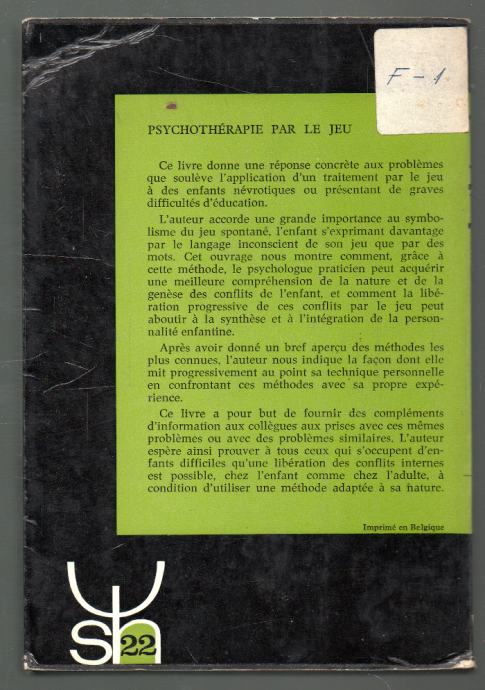 F - 1
PSYCHOTHÉRAPIE PAR LE JEU
Ce livre donne une réponse concrète aux problèmes
que soulève l'application d'un traitement par le jeu
à des enfants névrotiques ou présentant de graves
difficultés d'éducation.
L'auteur accorde une grande importance au symbo-
lisme du jeu spontané, l'enfant s'exprimant davantage
par le langage inconscient de son jeu que par des
mots. Cet ouvrage nous montre comment, grâce à
cette méthode, le psychologue praticien peut acquérir
une meilleure compréhension de la nature et de la
genèse des conflits de l'enfant, et comment la libé-
ration progressive de ces conflits par le jeu peut
aboutir à la synthèse et à l'intégration de la person-
nalité enfantine.
Après avoir donné un bref aperçu des méthodes les
plus connues, l'auteur nous indique la façon dont elle
mit progressivement au point sa technique personnelle
en confrontant ces méthodes avec sa propre expé-
rience.
Ce livre a pour but de fournir des compléments
d'information aux collègues aux prises avec ces mêmes
problèmes ou avec des problèmes similaires. L'auteur
espère ainsi prouver à tous ceux qui s'occupent d'en-
fants difficiles qu'une libération des conflits internes
est possible, chez l'enfant comme chez l'adulte, à
condition d'utiliser une méthode adaptée à sa nature.
Imprimé en Belgique
ψ
sh 22